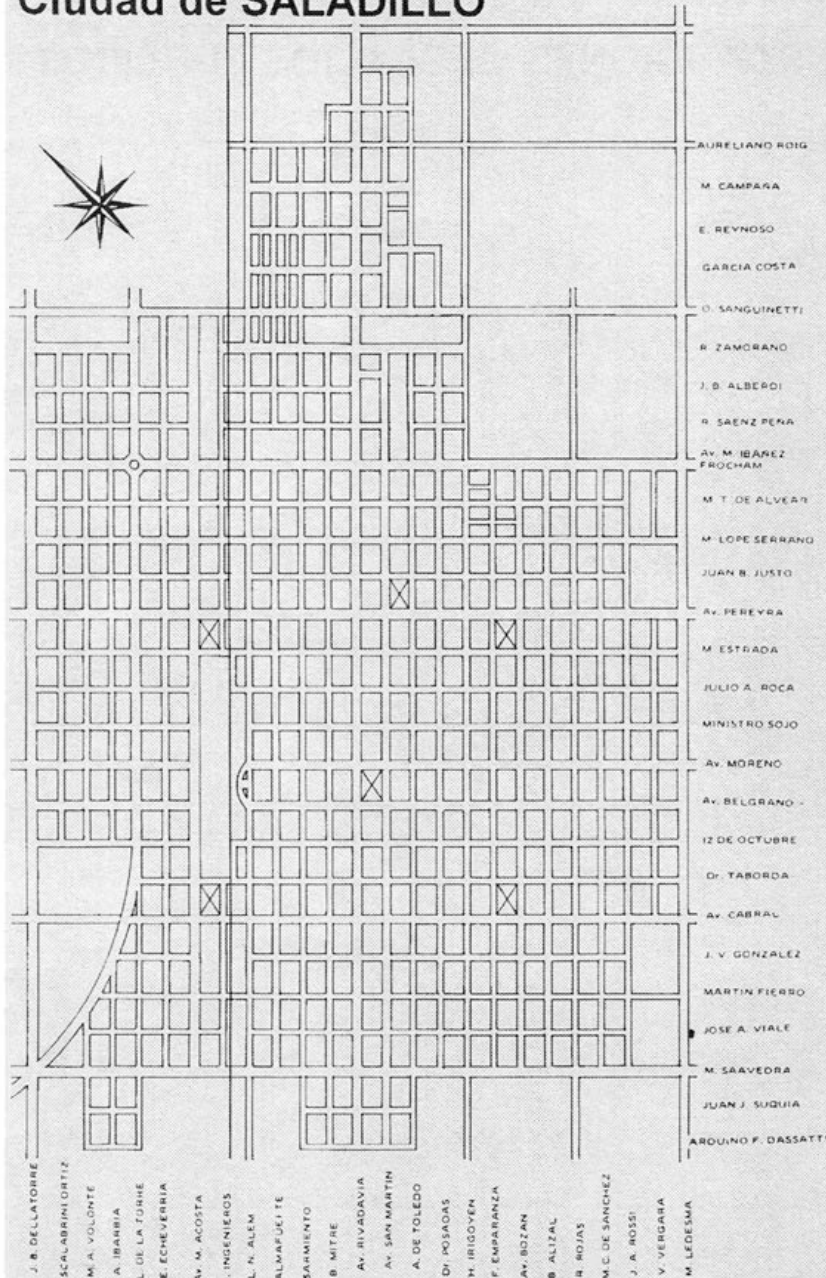 Ciudad de SALADILLO
AURELIANO ROIG
M. CAMPAÑA
E. REYNOSO
GARCIA COSTA
O. SANGUINETTI
R. ZAMORANO
J. B. ALBERDI
R. SAENZ PEÑA
Av. M. IBAÑEZ
FROCHAM
M. T. DE ALVEAR
M. LOPE SERRANO
JUAN B. JUSTO
Av. PEREYRA
M. ESTRADA
JULIO A. ROCA
MINISTRO SOJO
Av. MORENO
Av. BELGRANO -
12 DE OCTUBRE
Dr. TABORDA
Av. CABRAL
J. V. GONZALEZ
MARTIN FIERRO
JOSE A. VIALE
M. SAAVEDRA
JUAN J. SUQUIA
ARDUINO F. DASSATT
J. B. DELLATORRE
SCALABRINI ORTIZ
M. A. VOLONTE
A. IBARBIA
L. DE LA TORRE
E. ECHEVERRIA
Av. M. ACOSTA
. INGENIEROS
L. N. ALEM
ALMAFUERTE
SARMIENTO
B. MITRE
Av. RIVADAVIA
Av. SAN MARTIN
A. DE TOLEDO
Dr. POSADAS
H. IRIGOYEN
F. EMPARANZA
Av. BOZAN
B. ALIZAL
R. ROJAS
M.C. DE SANCHEZ
J. A. ROSSI
V. VERGARA
M. LEDESMA